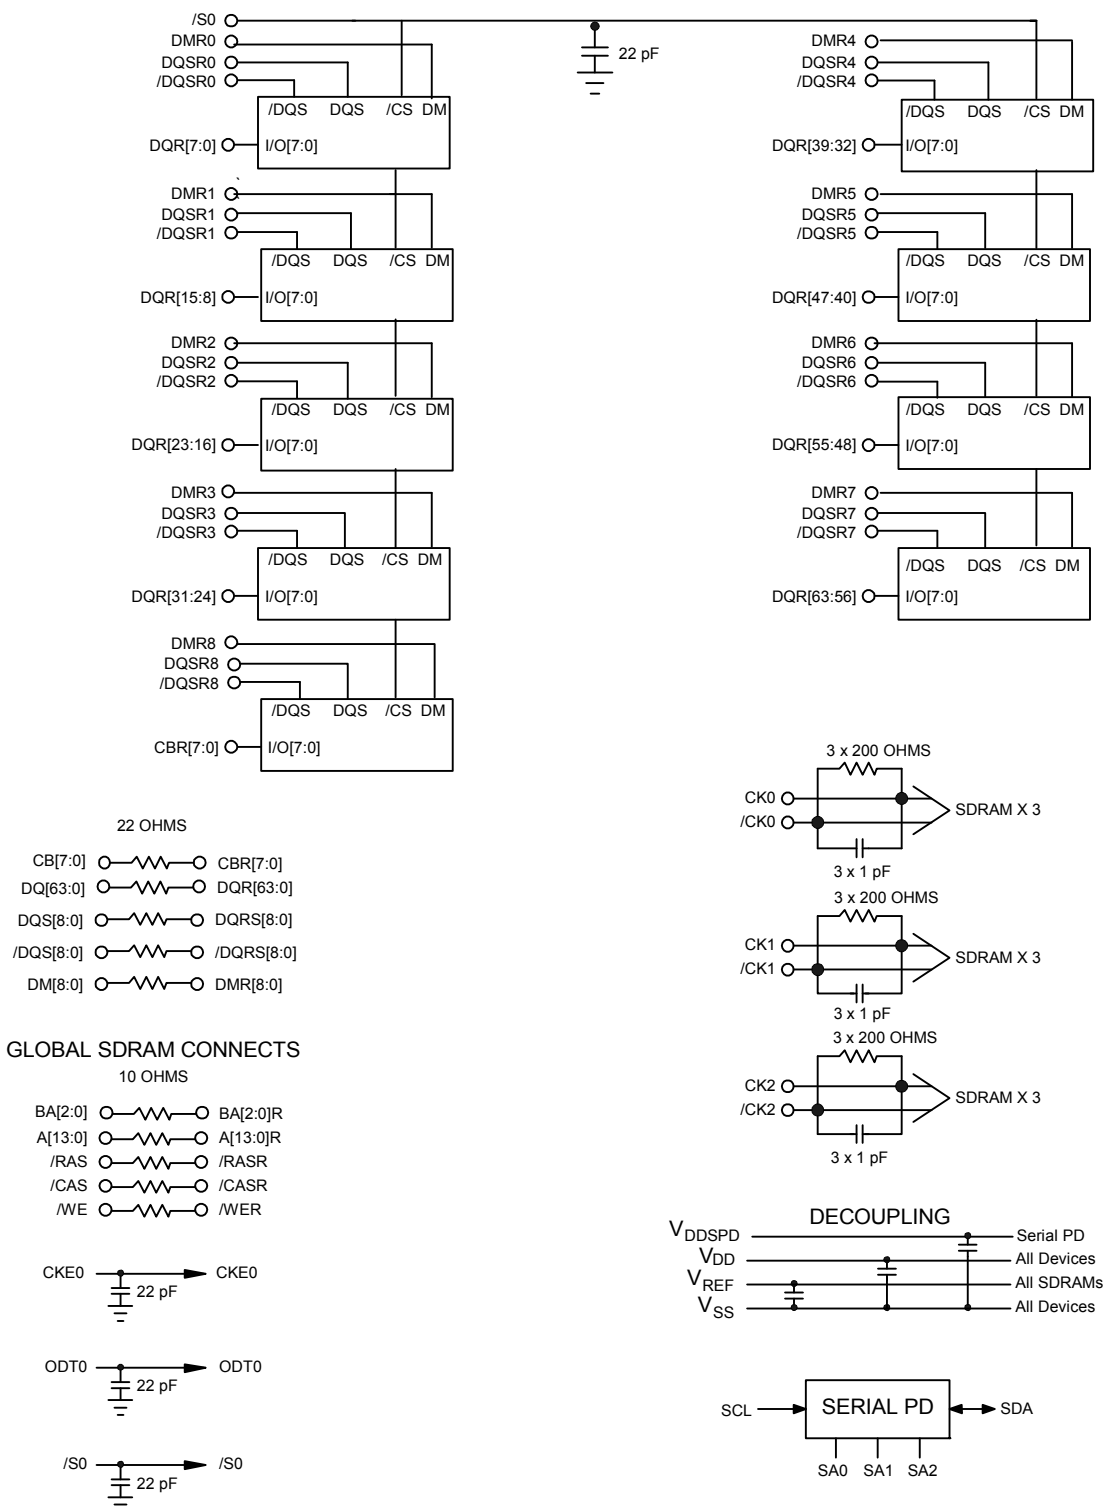 /S0
DMR0
DQSR0
/DQSR0
/DQS DQS /CS DM
DQR[7:0] I/O[7:0]
DMR1
DQSR1
/DQSR1
/DQS DQS /CS DM
DQR[15:8] I/O[7:0]
DMR2
DQSR2
/DQSR2
/DQS DQS /CS DM
DQR[23:16] I/O[7:0]
DMR3
DQSR3
/DQSR3
/DQS DQS /CS DM
DQR[31:24] I/O[7:0]
DMR8
DQSR8
/DQSR8
/DQS DQS /CS DM
CBR[7:0] I/O[7:0]
22 pF
DMR4
DQSR4
/DQSR4
/DQS DQS /CS DM
DQR[39:32] I/O[7:0]
DMR5
DQSR5
/DQSR5
/DQS DQS /CS DM
DQR[47:40] I/O[7:0]
DMR6
DQSR6
/DQSR6
/DQS DQS /CS DM
DQR[55:48] I/O[7:0]
DMR7
DQSR7
/DQSR7
/DQS DQS /CS DM
DQR[63:56] I/O[7:0]
22 OHMS
CB[7:0] CBR[7:0]
DQ[63:0] DQR[63:0]
DQS[8:0] DQRS[8:0]
/DQS[8:0] /DQRS[8:0]
DM[8:0] DMR[8:0]
GLOBAL SDRAM CONNECTS
10 OHMS
BA[2:0] BA[2:0]R
A[13:0] A[13:0]R
/RAS /RASR
/CAS /CASR
/WE /WER
CKE0 CKE0
22 pF
ODT0 ODT0
22 pF
/S0 /S0
22 pF
3 x 200 OHMS
CK0
/CK0
SDRAM X 3
3 x 1 pF
3 x 200 OHMS
CK1
/CK1
SDRAM X 3
3 x 1 pF
3 x 200 OHMS
CK2
/CK2
SDRAM X 3
3 x 1 pF
DECOUPLING
VDDSPD Serial PD
VDD All Devices
VREF All SDRAMs
VSS All Devices
SCL SERIAL PD SDA
SA0 SA1 SA2